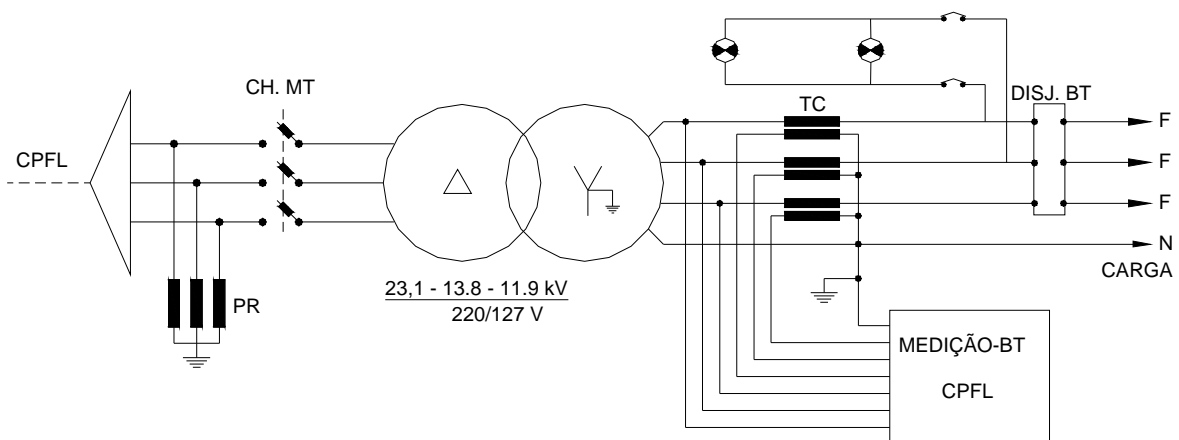 CH. MT
TC
DISJ. BT
CPFL
F
F
F
N
CARGA
PR
23,1 - 13.8 - 11.9 kV
220/127 V
MEDIÇÃO-BT
CPFL